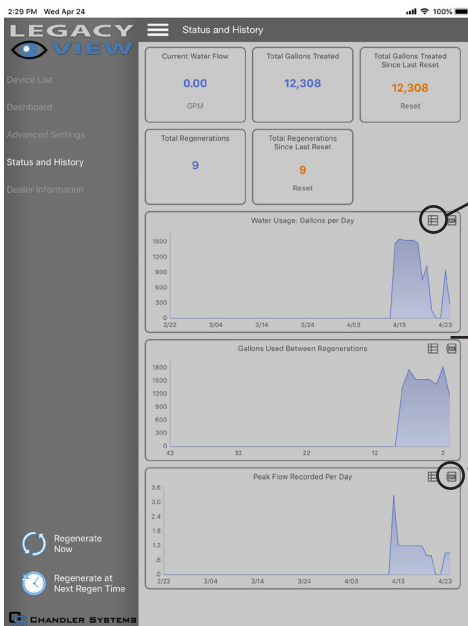 2:29 PM Wed Apr 24
100%
LEGACY
VIEW
Status and History
Device List
Dashboard
Advanced Settings
Status and History
Dealer Information
Current Water Flow
0.00
GPM
Total Gallons Treated
12,308
Total Gallons Treated
Since Last Reset
12,308
Reset
Total Regenerations
9
Total Regenerations
Since Last Reset
9
Reset
Water Usage: Gallons per Day
1500
1200
900
600
300
0
2/22 3/04 3/14 3/24 4/03 4/13 4/23
Gallons Used Between Regenerations
1800
1500
1200
900
600
300
0
42 32 22 12 2
Peak Flow Recorded Per Day
3.6
3.0
2.4
1.8
1.2
.6
.0
2/22 3/04 3/14 3/24 4/03 4/13 4/23
Regenerate
Now
Regenerate at
Next Regen Time
CHANDLER SYSTEMS